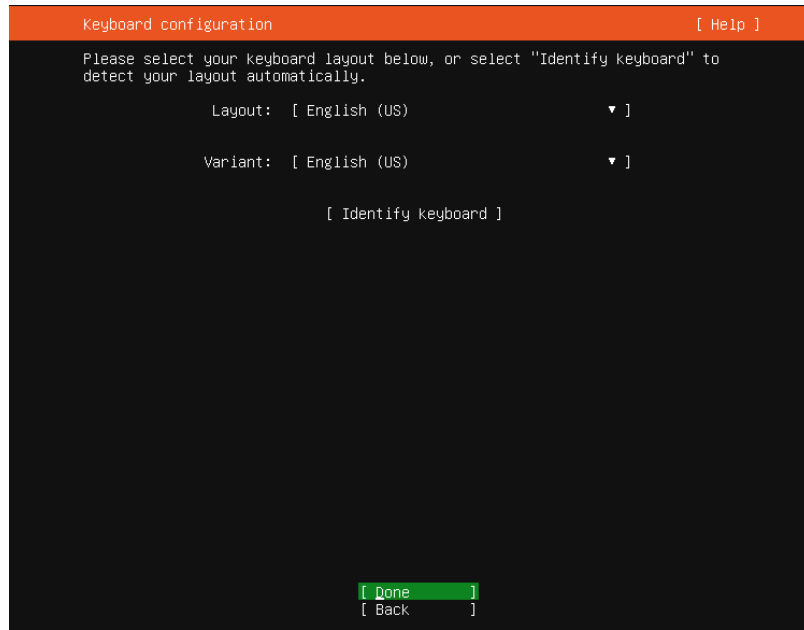 Keyboard configuration [ Help ]
Please select your keyboard layout below, or select "Identify keyboard" to
detect your layout automatically.
Layout: [ English (US) ▾ ]
Variant: [ English (US) ▾ ]
[ Identify keyboard ]
[ Done ]
[ Back ]